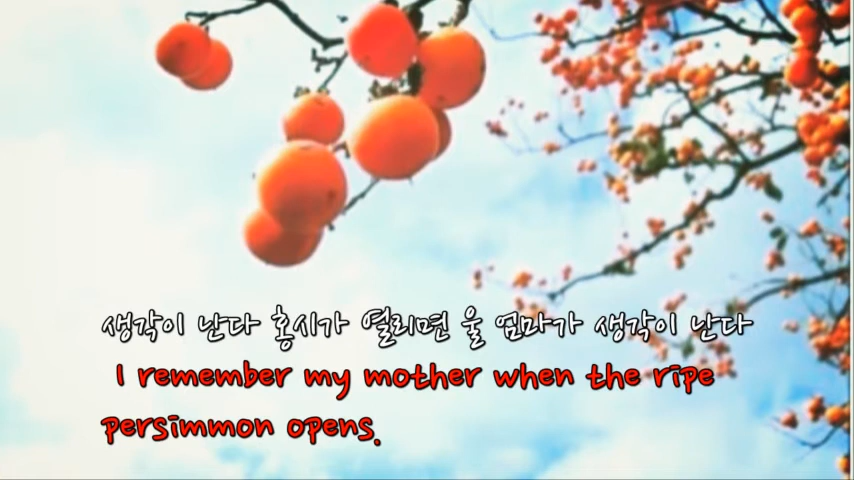 생각이 난다 홍시가 열리면 울 엄마가 생각이 난다
I remember my mother when the ripe
persimmon opens.